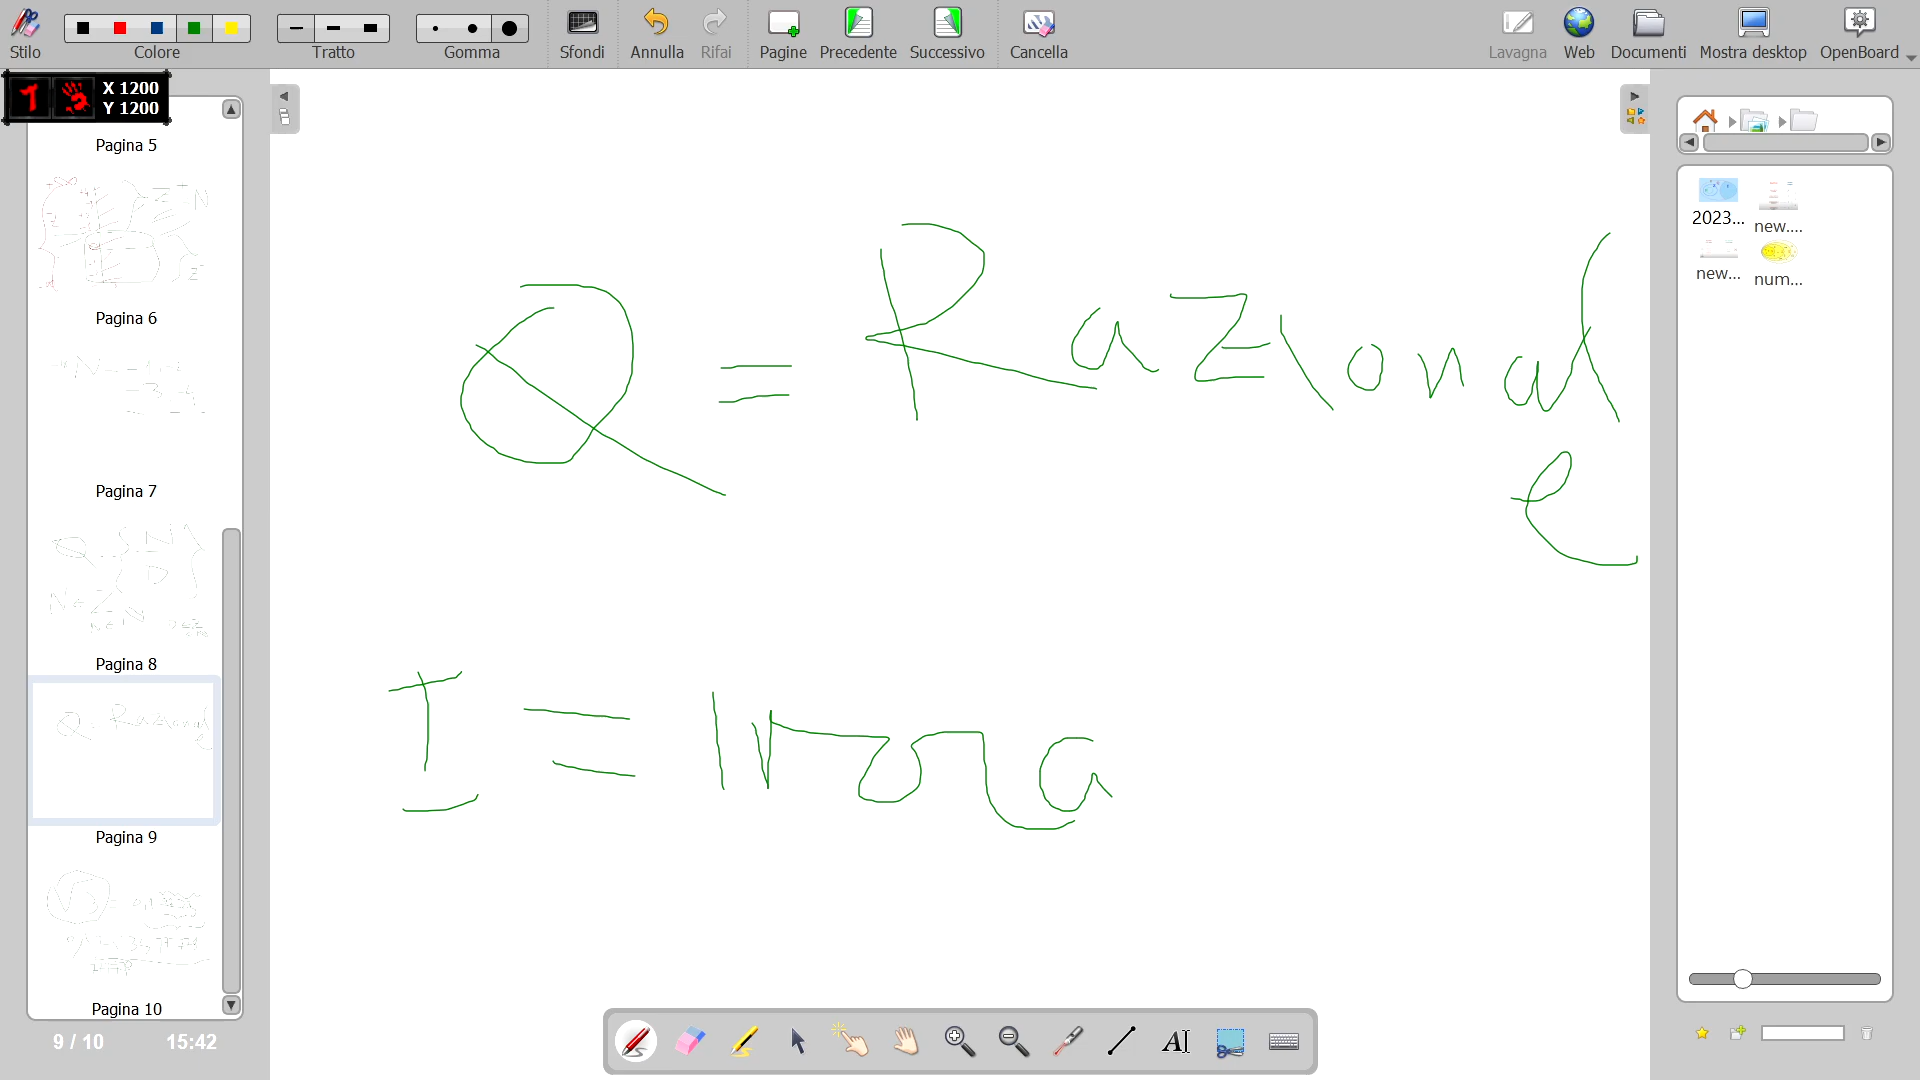 Stilo
Colore
Tratto
Gomma
Sfondi
Annulla
Rifai
Pagine
Precedente
Successivo
Cancella
Lavagna
Web
Documenti
Mostra desktop
OpenBoard
X 1200
Y 1200
Pagina 5
Pagina 6
Pagina 7
Pagina 8
Q = Razional
Pagina 9
Pagina 10
9 / 10
15:42
Q = Razional
e
I =
2023...
new....
new...
num...